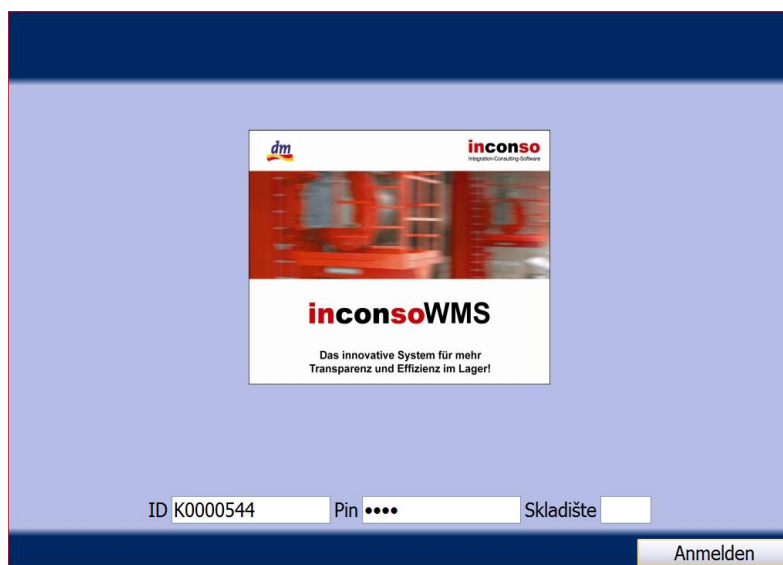 dm
inconso
Integration-Consulting-Software
inconsoWMS
Das innovative System für mehr
Transparenz und Effizienz im Lager!
ID K0000544 Pin •••• Skladište
Anmelden